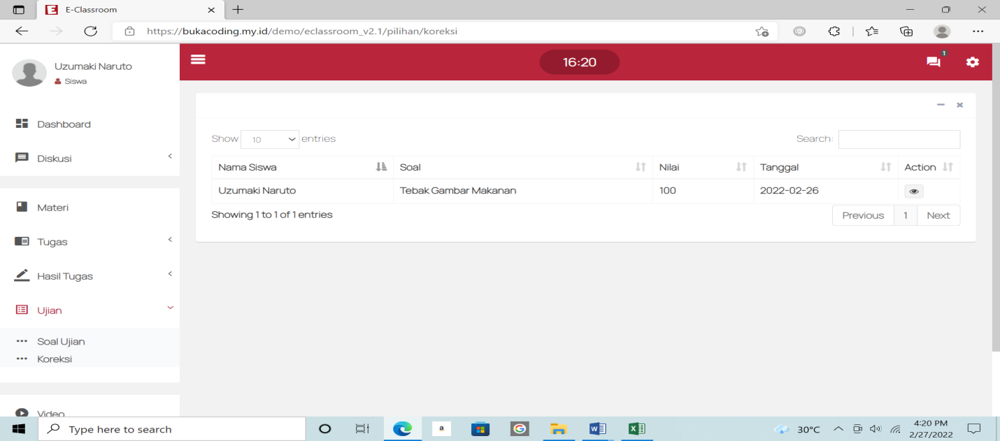 E-Classroom
https://bukacoding.my.id/demo/eclassroom_v2.1/pilihan/koreksi
Uzumaki Naruto
Siswa
16:20
1
Dashboard
Diskusi
Materi
Tugas
Hasil Tugas
Ujian
Soal Ujian
Koreksi
Video
Show 10 entries
Search:
Nama Siswa Soal Nilai Tanggal Action
Uzumaki Naruto Tebak Gambar Makanan 100 2022-02-26
Showing 1 to 1 of 1 entries
Previous 1 Next
Type here to search
30°C
4:20 PM
2/27/2022